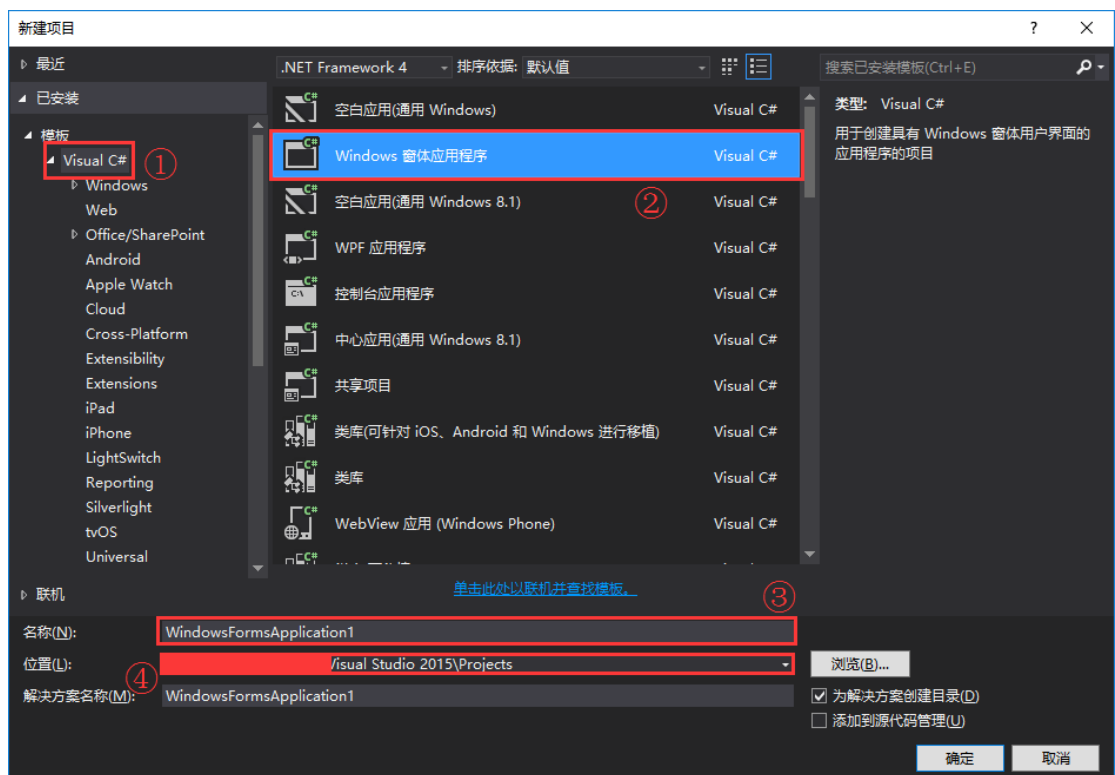 新建项目
? ×
最近
.NET Framework 4 排序依据: 默认值
搜索已安装模板(Ctrl+E)
已安装
模板
Visual C# ①
Windows
Web
Office/SharePoint
Android
Apple Watch
Cloud
Cross-Platform
Extensibility
Extensions
iPad
iPhone
LightSwitch
Reporting
Silverlight
tvOS
Universal
空白应用(通用 Windows) Visual C#
Windows 窗体应用程序 Visual C#
②
空白应用(通用 Windows 8.1) Visual C#
WPF 应用程序 Visual C#
控制台应用程序 Visual C#
中心应用(通用 Windows 8.1) Visual C#
共享项目 Visual C#
类库(可针对 iOS、Android 和 Windows 进行移植) Visual C#
类库 Visual C#
WebView 应用 (Windows Phone) Visual C#
类型: Visual C#
用于创建具有 Windows 窗体用户界面的
应用程序的项目
联机
单击此处以联机并查找模板。
③
名称(N): WindowsFormsApplication1
位置(L): Visual Studio 2015\Projects 浏览(B)...
④
解决方案名称(M): WindowsFormsApplication1
为解决方案创建目录(D)
添加到源代码管理(U)
确定 取消